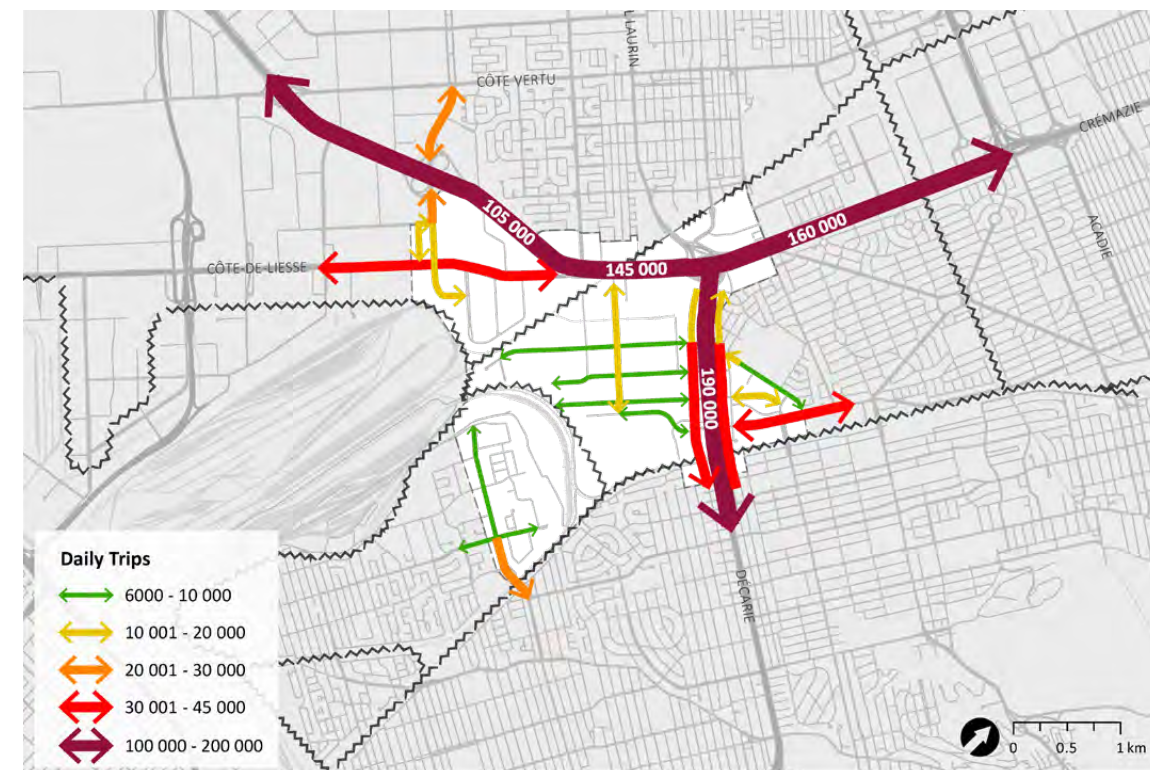 LAURIN
CÔTE VERTU
CRÉMAZIE
105 000
160 000
ACADIE
CÔTE-DE-LIESSE
145 000
190 000
DÉCARIE
Daily Trips
6000 - 10 000
10 001 - 20 000
20 001 - 30 000
30 001 - 45 000
100 000 - 200 000
0 0.5 1 km